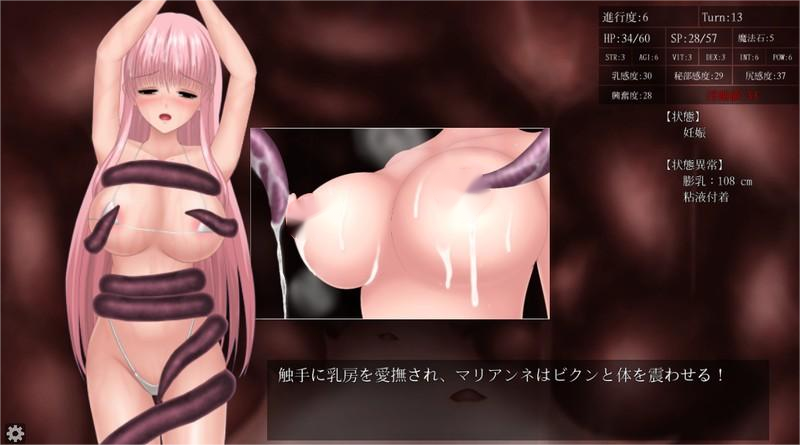 進行度:6 Turn:13
HP:34/60 SP:28/57 魔法石:5
STR:3 AGI:6 VIT:3 DEX:3 INT:6 POW:6
乳感度:30 秘部感度:29 尻感度:37
興奮度:28
【状態】
妊娠
【状態異常】
膨乳：108 cm
粘液付着
触手に乳房を愛撫され、マリアンネはビクンと体を震わせる！